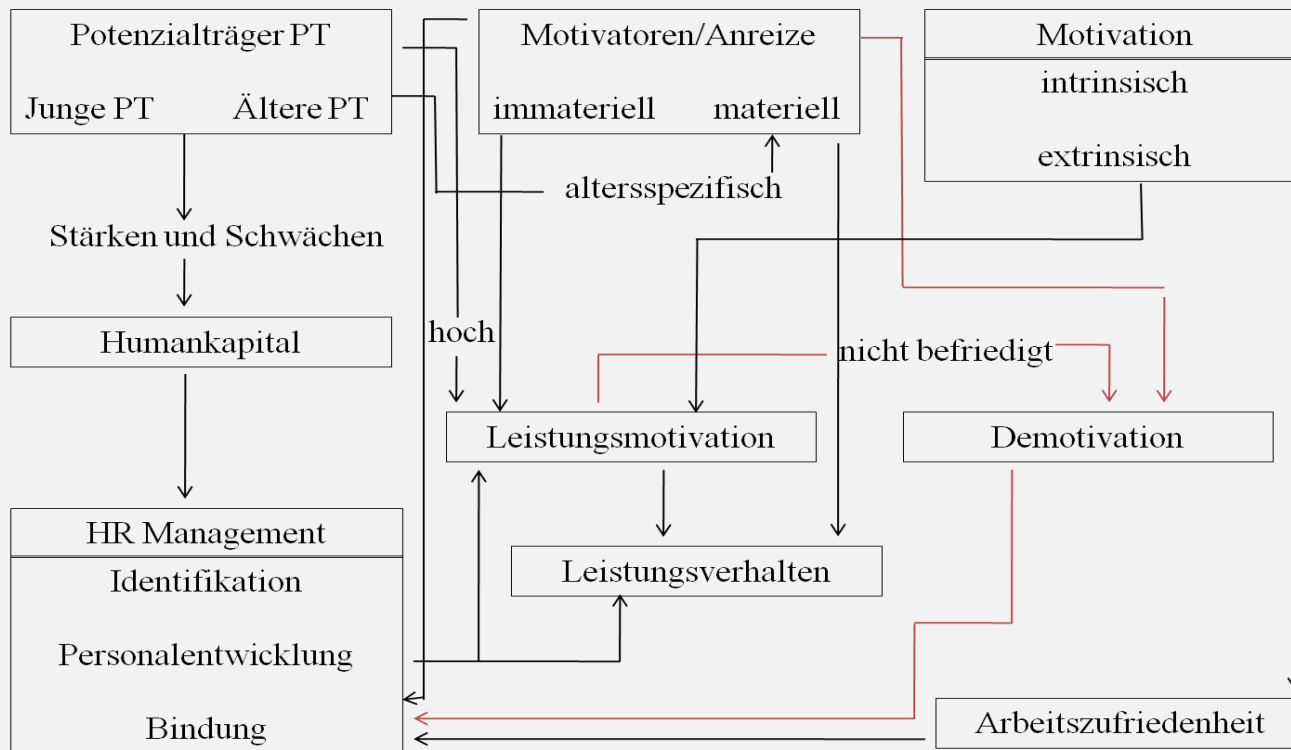 Potenzialträger PT
Junge PT Ältere PT
Motivatoren/Anreize
immateriell materiell
Motivation
intrinsisch
extrinsisch
altersspezifisch
Stärken und Schwächen
Humankapital
hoch
nicht befriedigt
Leistungsmotivation
Demotivation
HR Management
Identifikation
Personalentwicklung
Bindung
Leistungsverhalten
Arbeitszufriedenheit